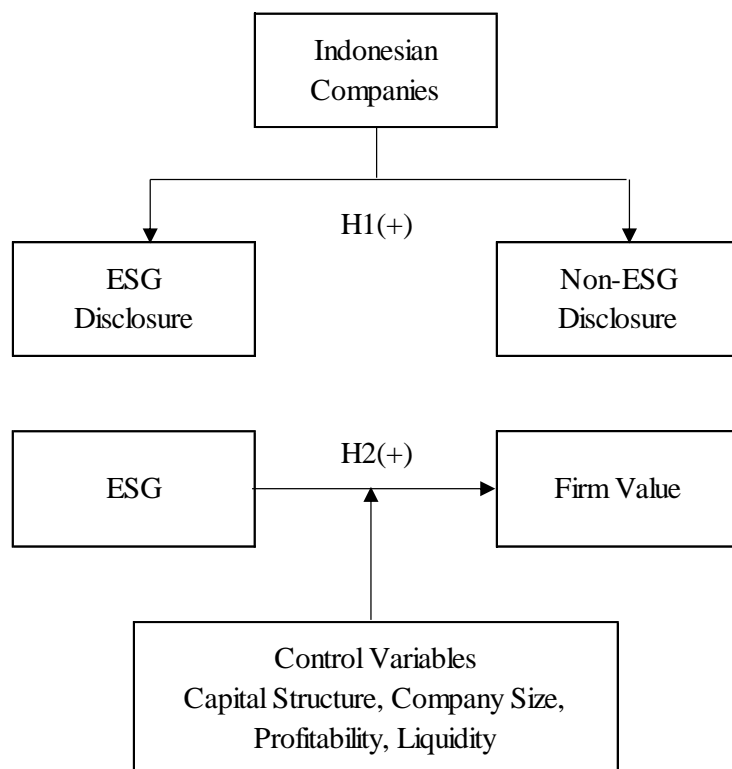 Indonesian
Companies
H1(+)
ESG
Disclosure
Non-ESG
Disclosure
H2(+)
ESG
Firm Value
Control Variables
Capital Structure, Company Size,
Profitability, Liquidity